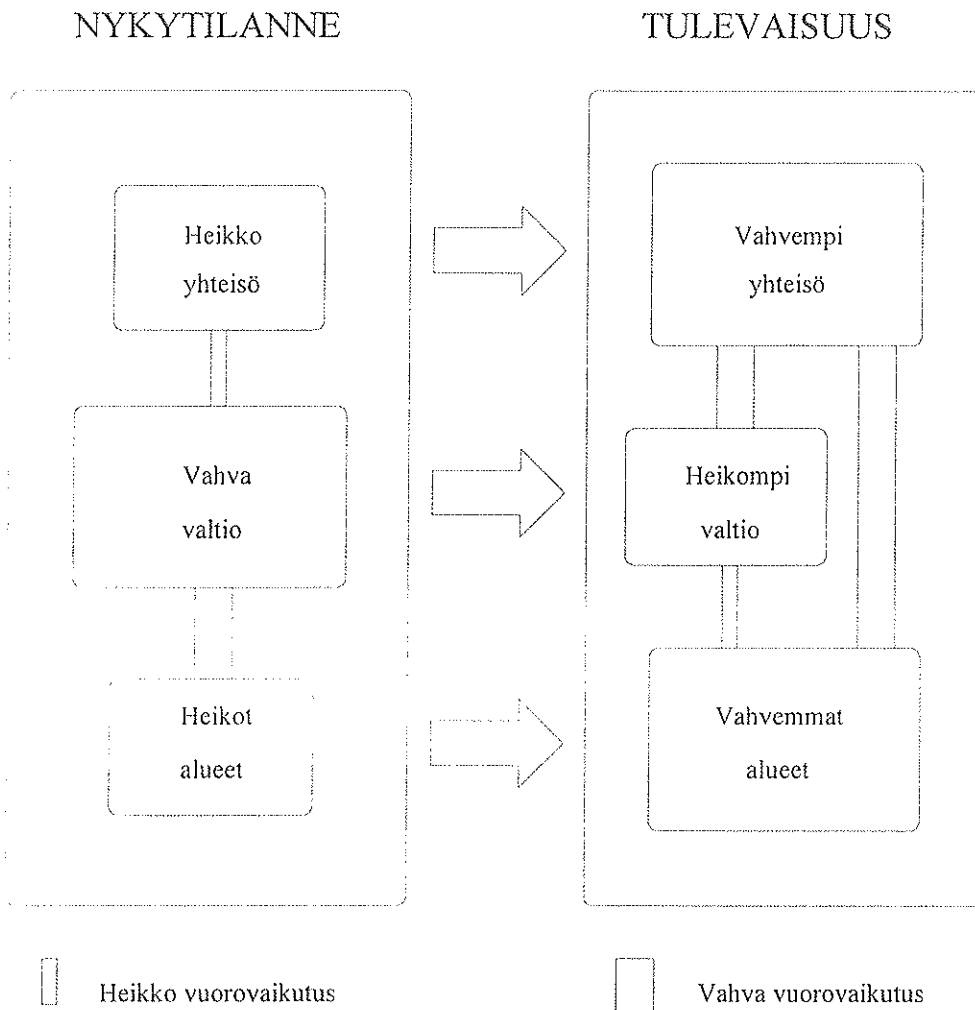 NYKYTILANNE
TULEVAISUUS
Heikko
yhteisö
Vahvempi
yhteisö
Vahva
valtio
Heikompi
valtio
Heikot
alueet
Vahvemmat
alueet
Heikko vuorovaikutus
Vahva vuorovaikutus